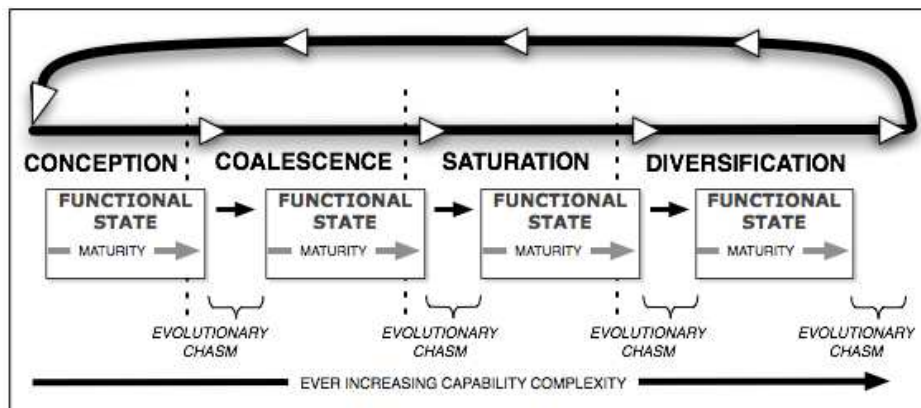 CONCEPTION COALESCENCE SATURATION DIVERSIFICATION
FUNCTIONAL FUNCTIONAL FUNCTIONAL FUNCTIONAL
STATE STATE STATE STATE
MATURITY MATURITY MATURITY MATURITY
EVOLUTIONARY EVOLUTIONARY EVOLUTIONARY EVOLUTIONARY
CHASM CHASM CHASM CHASM
EVER INCREASING CAPABILITY COMPLEXITY